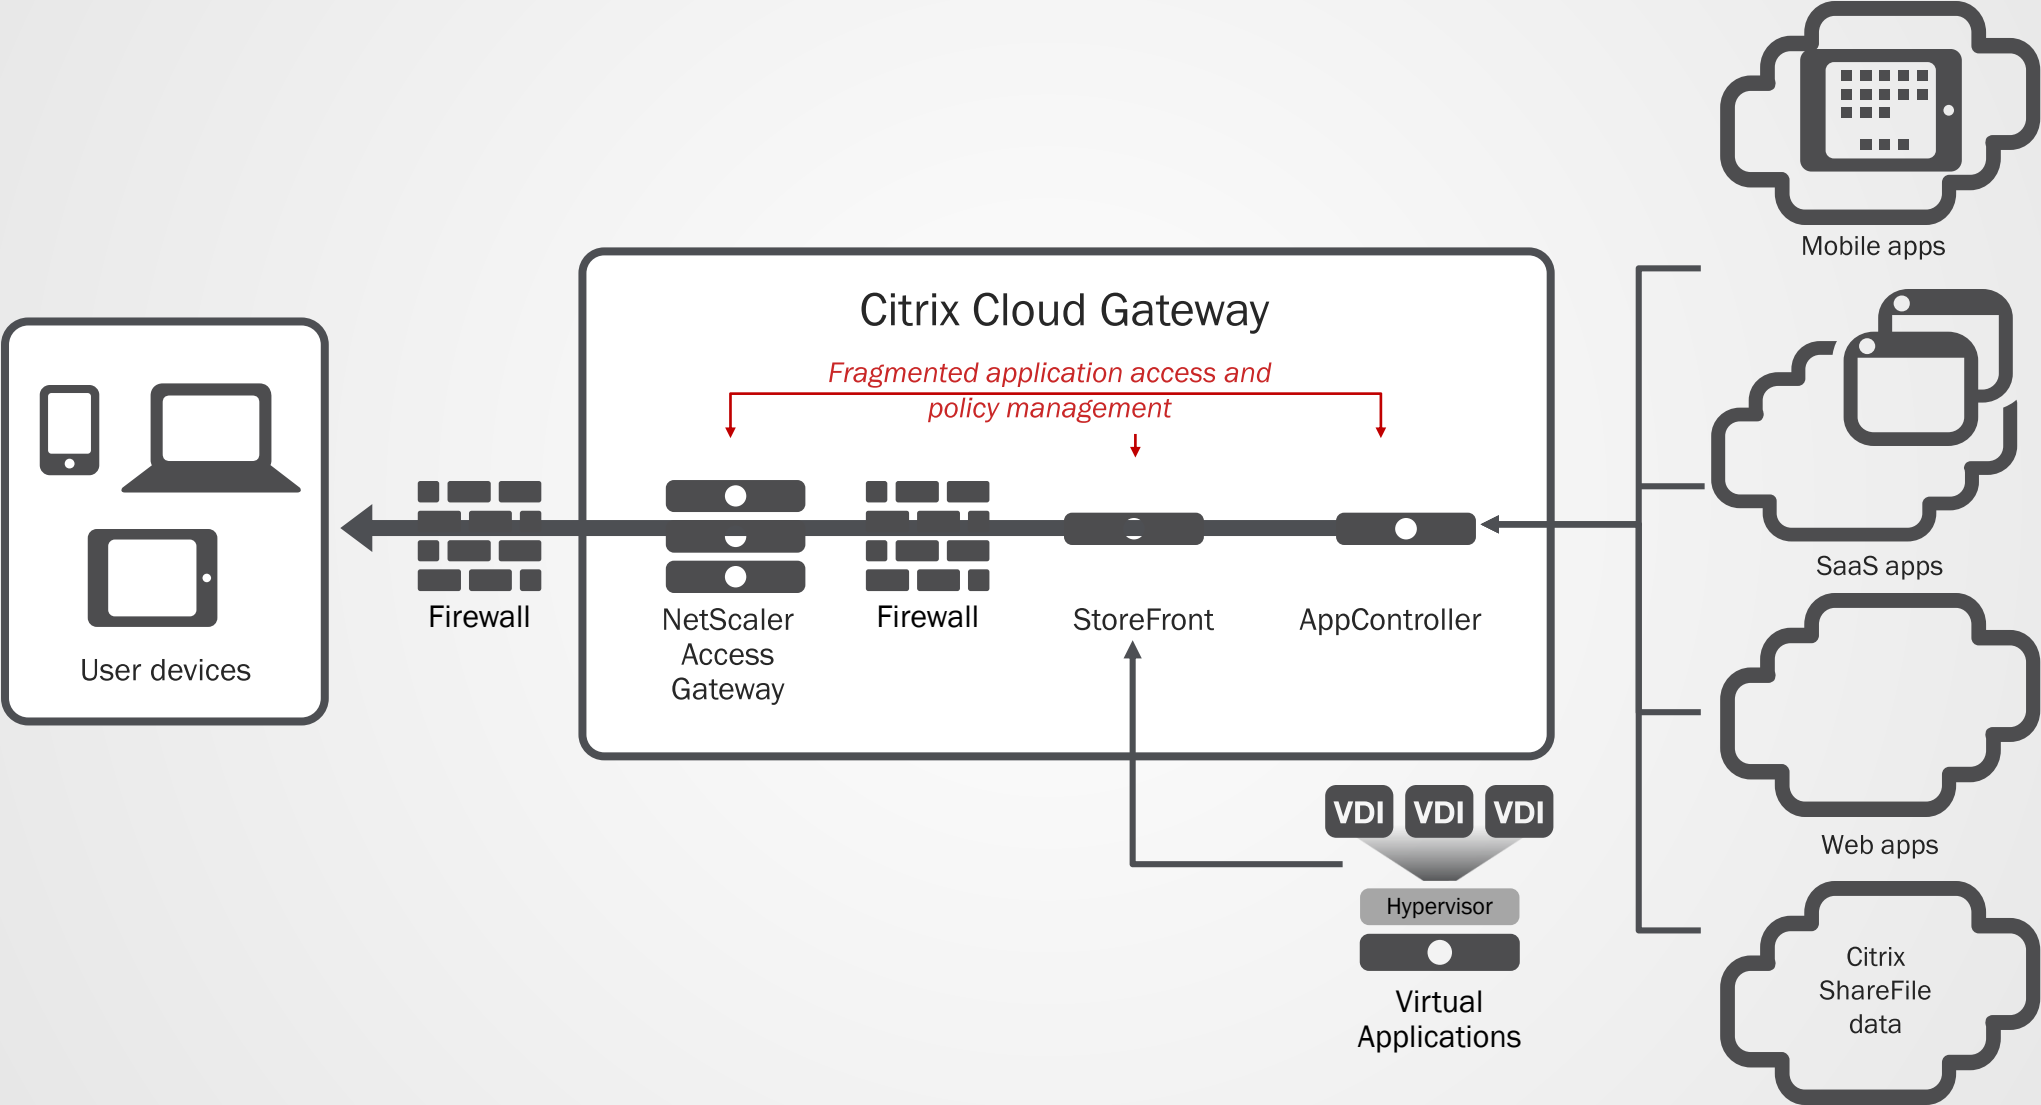 Mobile apps
Citrix Cloud Gateway
Fragmented application access and
policy management
SaaS apps
Firewall
NetScaler
Access
Gateway
Firewall
StoreFront
AppController
User devices
VDI VDI VDI
Hypervisor
Virtual
Applications
Web apps
Citrix
ShareFile
data